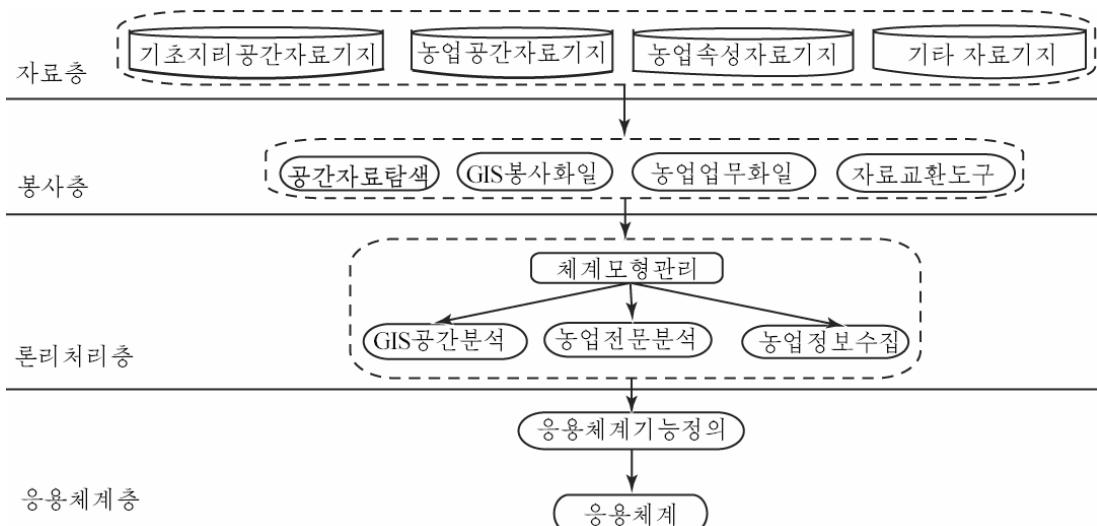 기초지리공간자료기지 농업공간자료기지 농업속성자료기지 기타 자료기지
자료층
공간자료탐색 GIS봉사화일 농업업무화일 자료교환도구
봉사층
체계모형관리
GIS공간분석 농업전문분석 농업정보수집
론리처리층
응용체계기능정의
응용체계층
응용체계